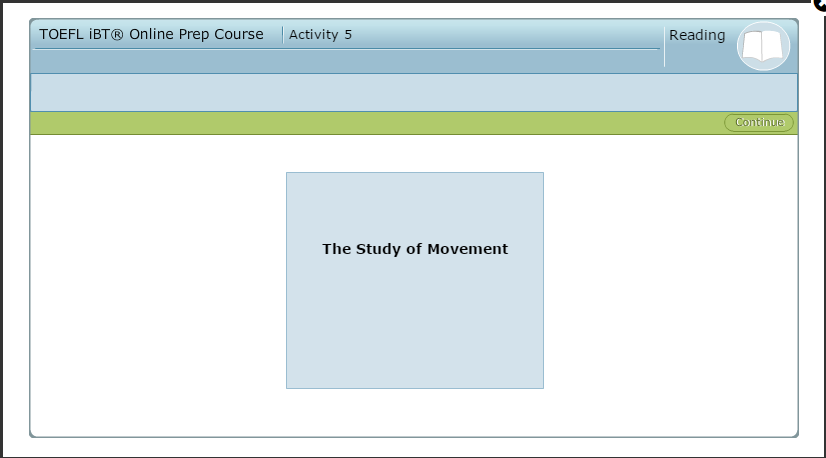 TOEFL iBT® Online Prep Course
Activity 5
Reading
Continue
The Study of Movement